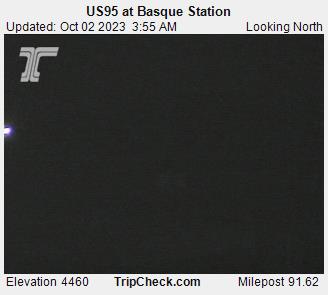 US95 at Basque Station
Updated: Oct 02 2023 3:55 AM Looking North
Elevation 4460 TripCheck.com Milepost 91.62